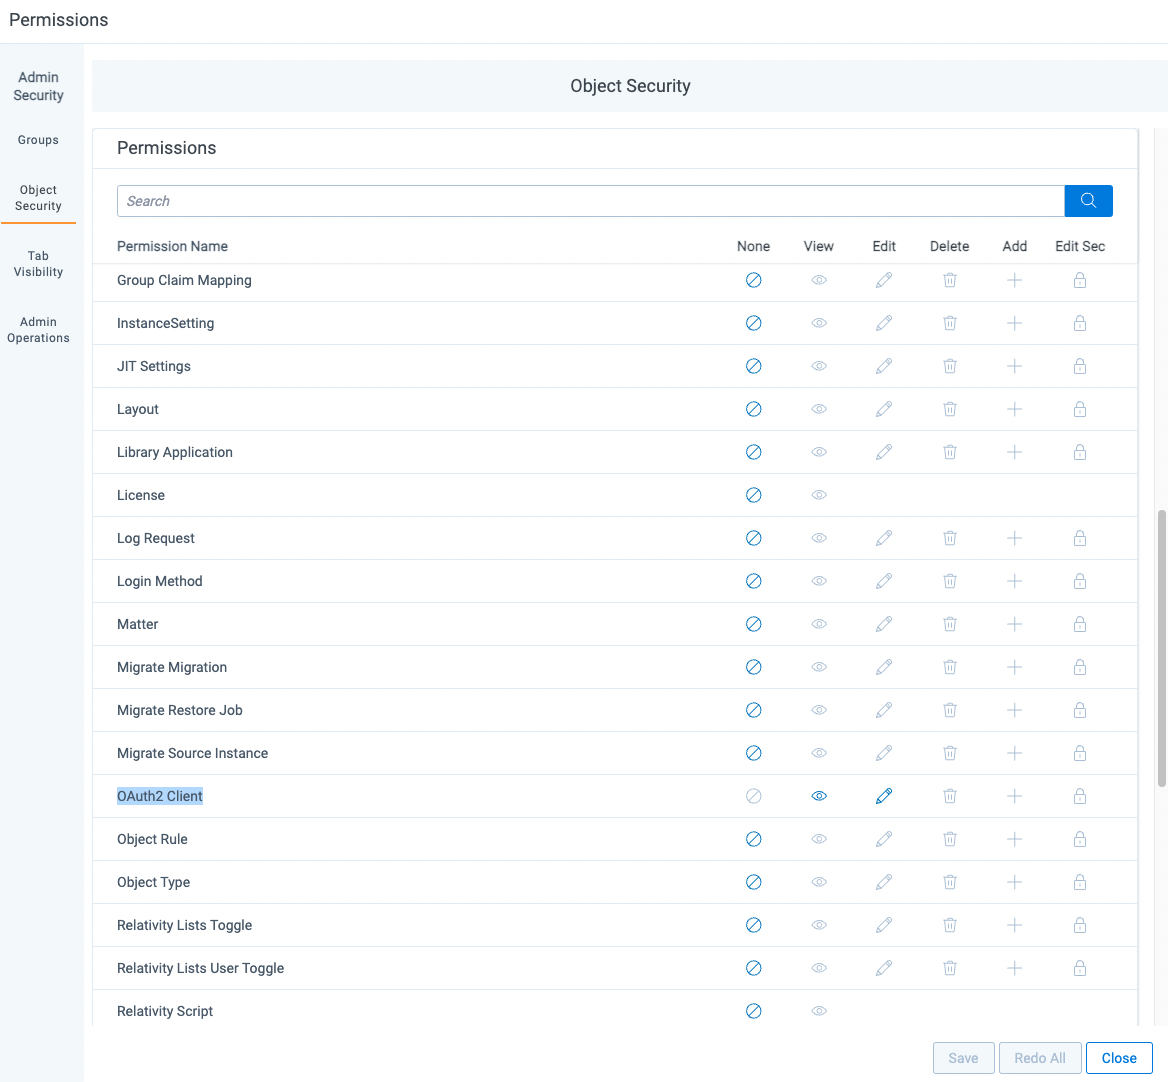 Permissions
Admin
Security
Groups
Object
Security
Tab
Visibility
Admin
Operations
Object Security
Permissions
Search
Permission Name None View Edit Delete Add Edit Sec
Group Claim Mapping
InstanceSetting
JIT Settings
Layout
Library Application
License
Log Request
Login Method
Matter
Migrate Migration
Migrate Restore Job
Migrate Source Instance
OAuth2 Client
Object Rule
Object Type
Relativity Lists Toggle
Relativity Lists User Toggle
Relativity Script
Save Redo All Close